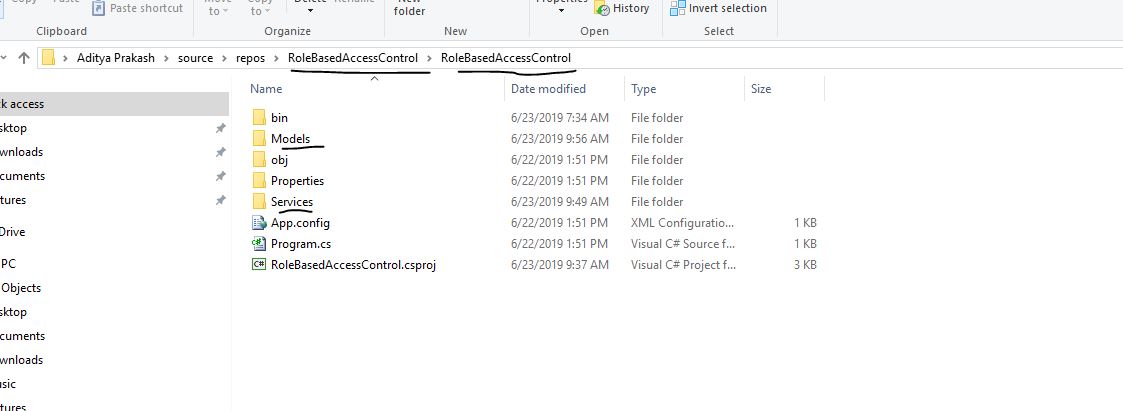 Copy Paste Paste shortcut Move to Copy to Delete Rename New folder Properties History Invert selection
Clipboard Organize New Open Select
Aditya Prakash source repos RoleBasedAccessControl RoleBasedAccessControl
Name Date modified Type Size
ck access
sktop
wnloads
cuments
tures
Drive
PC
Objects
sktop
cuments
wnloads
usic
tures
bin 6/23/2019 7:34 AM File folder
Models 6/23/2019 9:56 AM File folder
obj 6/22/2019 1:51 PM File folder
Properties 6/22/2019 1:51 PM File folder
Services 6/23/2019 9:49 AM File folder
App.config 6/22/2019 1:51 PM XML Configuratio... 1 KB
Program.cs 6/22/2019 1:51 PM Visual C# Source f... 1 KB
RoleBasedAccessControl.csproj 6/23/2019 9:37 AM Visual C# Project f... 3 KB